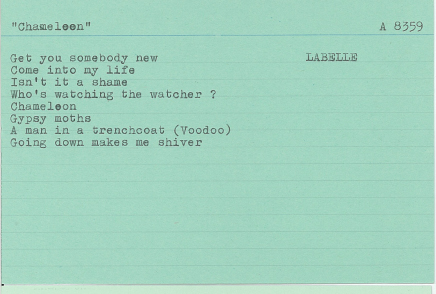 "Chameleon" A 8359
Get you somebody new LABELLE
Come into my life
Isn't it a shame
Who's watching the watcher ?
Chameleon
Gypsy moths
A man in a trenchcoat (Voodoo)
Going down makes me shiver